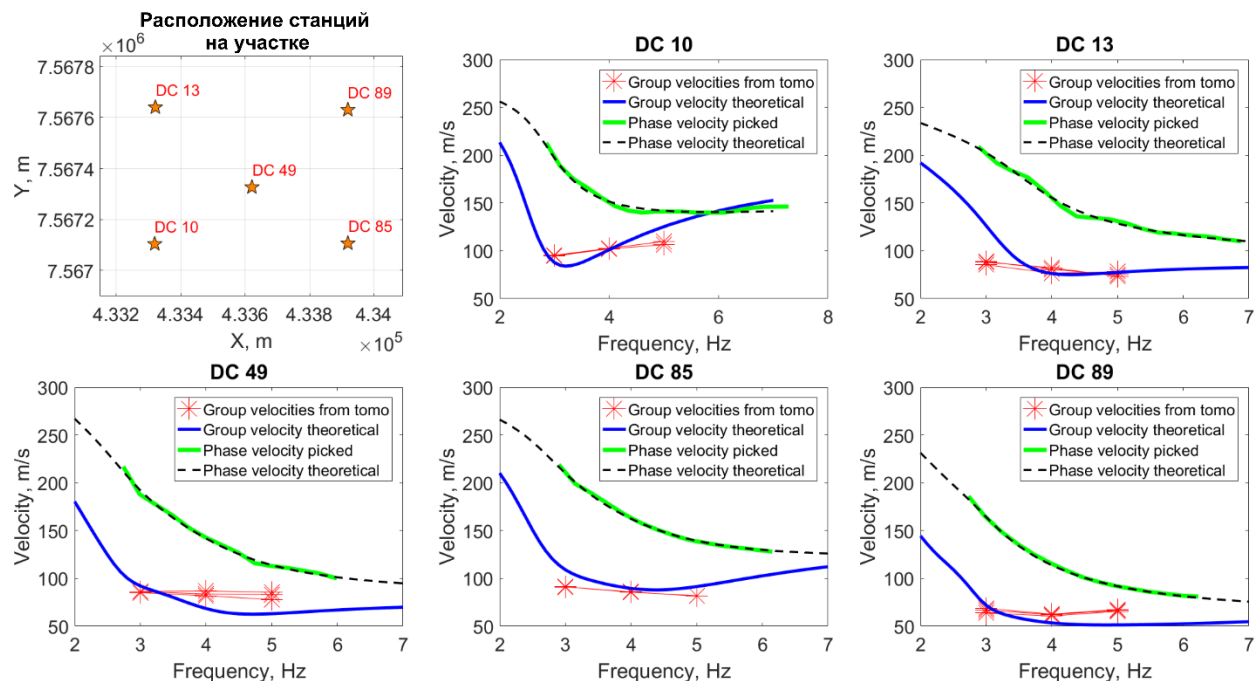 Расположение станций
на участке
×10⁶
7.5678
7.5676
7.5674
7.5672
7.567
Y, m
DC 13
DC 89
DC 49
DC 10
DC 85
4.332 4.334 4.336 4.338 4.34
X, m
×10⁵
DC 10
300
250
200
150
100
50
Velocity, m/s
Group velocities from tomo
Group velocity theoretical
Phase velocity picked
Phase velocity theoretical
2 4 6 8
Frequency, Hz
DC 13
300
250
200
150
100
50
Velocity, m/s
Group velocities from tomo
Group velocity theoretical
Phase velocity picked
Phase velocity theoretical
2 3 4 5 6 7
Frequency, Hz
DC 49
300
250
200
150
100
50
Velocity, m/s
Group velocities from tomo
Group velocity theoretical
Phase velocity picked
Phase velocity theoretical
2 3 4 5 6 7
Frequency, Hz
DC 85
300
250
200
150
100
50
Velocity, m/s
Group velocities from tomo
Group velocity theoretical
Phase velocity picked
Phase velocity theoretical
2 3 4 5 6 7
Frequency, Hz
DC 89
300
250
200
150
100
50
Velocity, m/s
Group velocities from tomo
Group velocity theoretical
Phase velocity picked
Phase velocity theoretical
2 3 4 5 6 7
Frequency, Hz